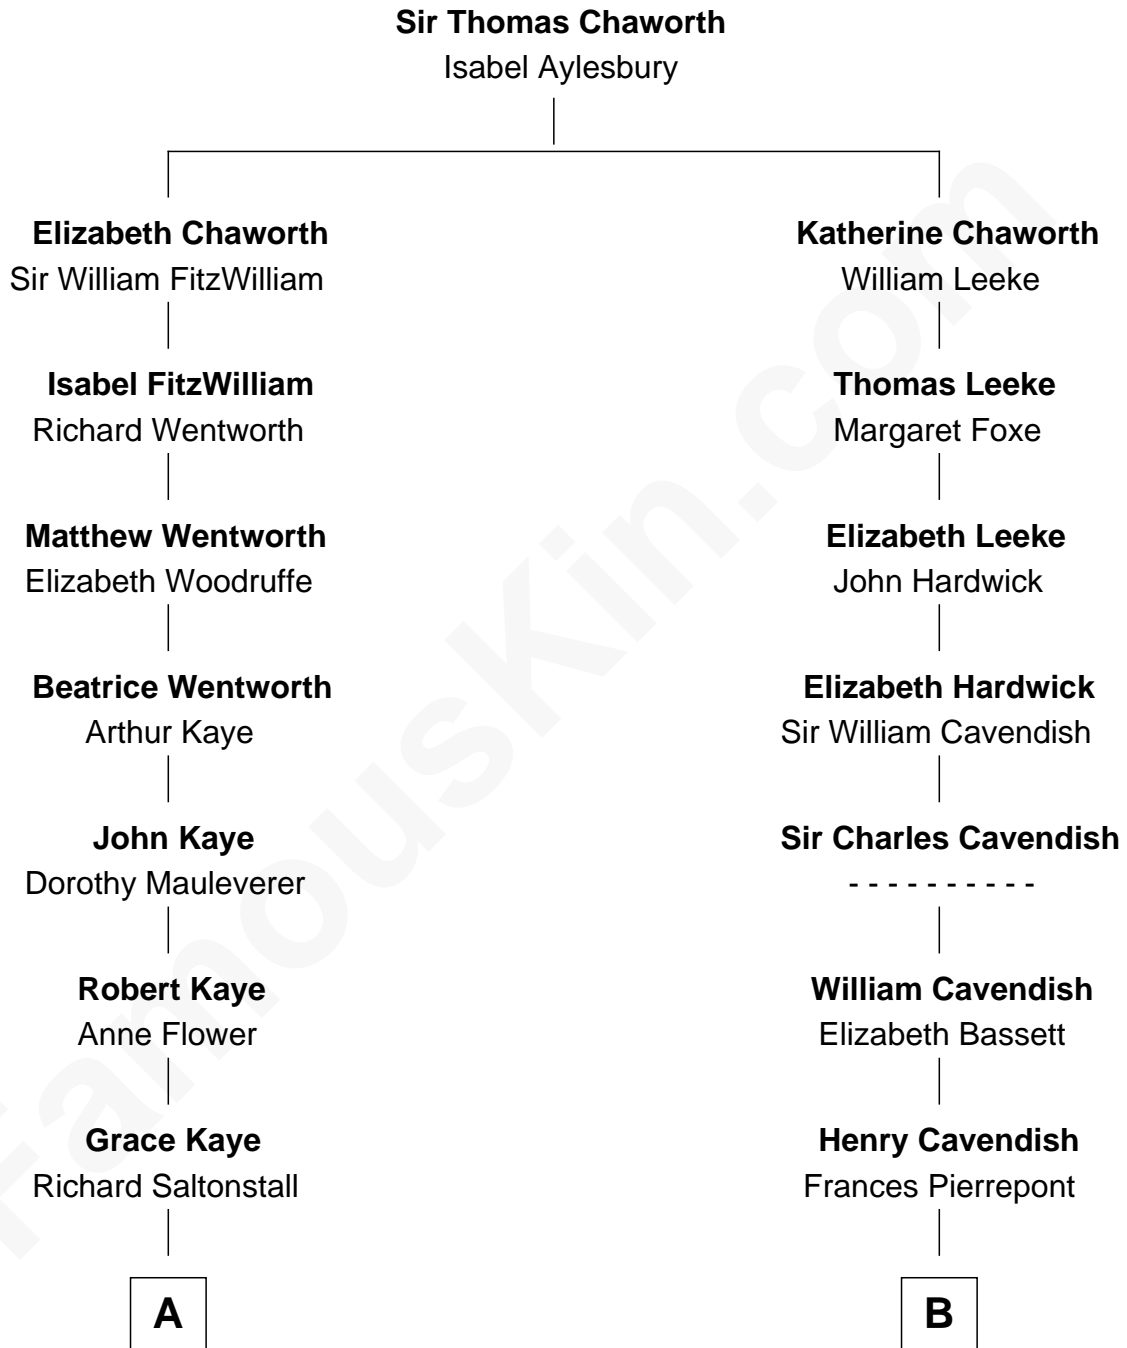 Sir Thomas Chaworth
Isabel Aylesbury
Elizabeth Chaworth
Sir William FitzWilliam
Katherine Chaworth
William Leeke
Isabel FitzWilliam
Richard Wentworth
Thomas Leeke
Margaret Foxe
Matthew Wentworth
Elizabeth Woodruffe
Elizabeth Leeke
John Hardwick
Beatrice Wentworth
Arthur Kaye
Elizabeth Hardwick
Sir William Cavendish
John Kaye
Dorothy Mauleverer
Sir Charles Cavendish
- - - - - - - - - -
Robert Kaye
Anne Flower
William Cavendish
Elizabeth Bassett
Grace Kaye
Richard Saltonstall
Henry Cavendish
Frances Pierrepont
A
B
FamousKin.com